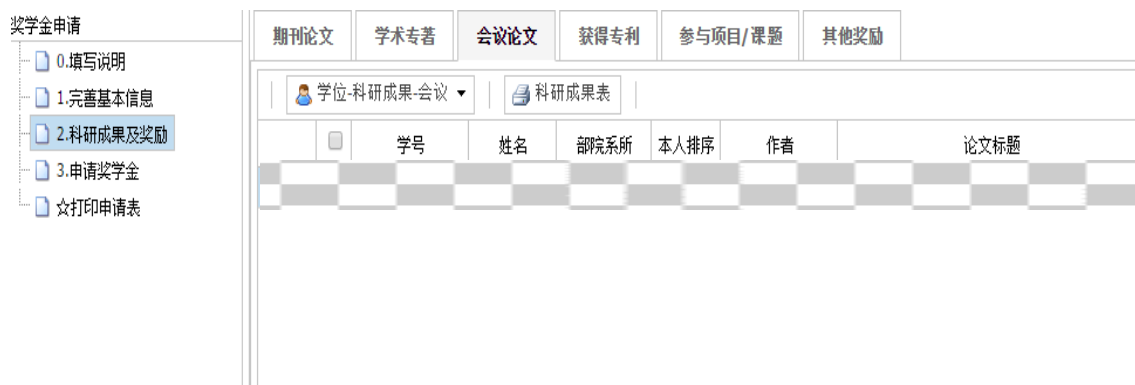 奖学金申请
0.填写说明
1.完善基本信息
2.科研成果及奖励
3.申请奖学金
☆打印申请表
期刊论文 学术专著 会议论文 获得专利 参与项目/课题 其他奖励
学位-科研成果-会议 科研成果表
学号 姓名 部院系所 本人排序 作者 论文标题